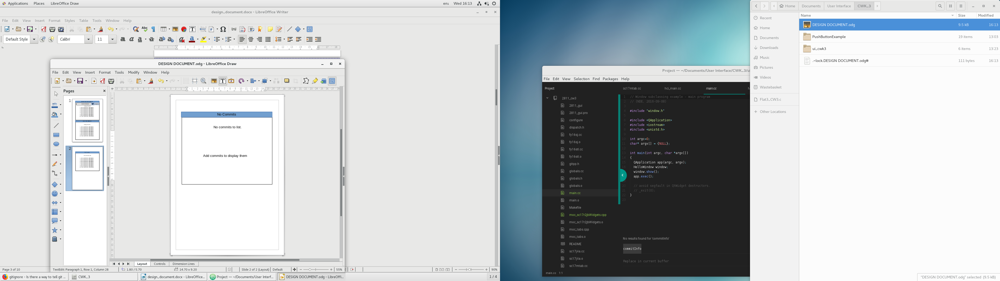 Applications Places LibreOffice Draw
en₁ Wed 16:13
design_document.docx - LibreOffice Writer
File Edit View Insert Format Styles Table Tools Window Help
Default Style Calibri 11
DESIGN DOCUMENT.odg - LibreOffice Draw
File Edit View Insert Format Tools Modify Window Help
Pages
1
2
No Commits
No commits to list.
Add commits to display them
Layout Controls Dimension Lines
TextEdit: Paragraph 1, Row 1, Column 28 1.80 / 5.70 14.70 x 9.20 Slide 2 of 2 (Layout) Default 55%
Page 3 of 10
90%
gitignore - Is there a way to tell git ...
CWK_3
design_document.docx - LibreOffice...
Project — ~/Documents/User Interf...
DESIGN DOCUMENT.odg - LibreOffi...
1 / 4
Project — ~/Documents/User Interface/CWK_3/ui
File Edit View Selection Find Packages Help
Project
sc17mtab.cc hci_main.cc main.cc
2811_cw3
2811_gui
2811_gui.pro
configure
dispatch.h
fy16sj.cc
fy16sj.o
fy16stl.cc
fy16stl.o
gitpp.h
globals.cc
globals.h
globals.o
main.cc
main.o
Makefile
moc_sc17r2jbWidgets.cpp
moc_sc17r2jbWidgets.o
moc_tabs.cpp
moc_tabs.o
README
sc17j4a.cc
sc17j4a.o
sc17mtab.cc
// Window subclassing example - main program
// (NDE, 2016-09-08)
#include "window.h"
#include <QApplication>
#include <iostream>
#include <unistd.h>
int argc=0;
char* argv[] = {NULL};
int main(int argc, char *argv[])
{
QApplication app(argc, argv);
HelloWindow window;
window.show();
app.exec();
// avoid segfault in QtWidget destructors.
// _exit(0);
}
No results found for 'commitInfo'
commitInfo
Replace in current buffer
main.cc 1:1
Home Documents User Interface CWK_3
Recent
Home
Documents
Downloads
Music
Pictures
Videos
Wastebasket
Flat3_CW3.c
Other Locations
Name Size Modified
DESIGN DOCUMENT.odg 9.5 kB 16:13
PushButtonExample 19 items 13:03
ui_cwk3 6 items 13:23
.~lock.DESIGN DOCUMENT.odg# 111 bytes 16:13
"DESIGN DOCUMENT.odg" selected (9.5 kB)